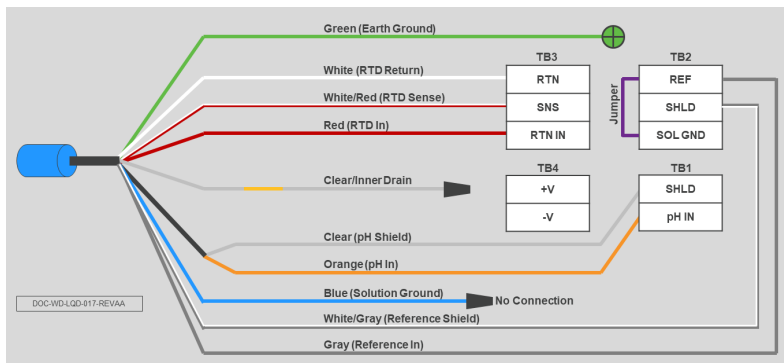 Green (Earth Ground)
TB3
TB2
White (RTD Return)
RTN
REF
White/Red (RTD Sense)
SNS
Jumper
SHLD
Red (RTD In)
RTN IN
SOL GND
TB4
TB1
Clear/Inner Drain
+V
SHLD
-V
pH IN
Clear (pH Shield)
Orange (pH In)
Blue (Solution Ground)
No Connection
DOC-WD-LQD-017-REVAA
White/Gray (Reference Shield)
Gray (Reference In)